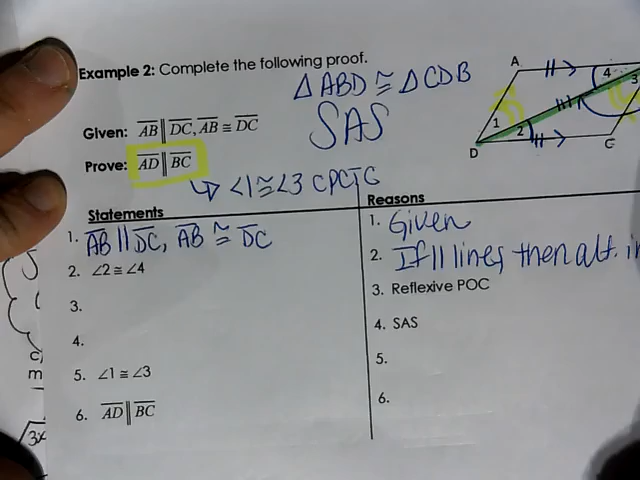 Example 2: Complete the following proof.
△ABD ≅ △CDB
SAS
Given: AB ∥ DC, AB ≅ DC
Prove: AD ∥ BC
↳ ∠1≅∠3 CPCTC
A
4
3
1
2
D
C
Statements Reasons
1. AB ∥ DC, AB ≅ DC
1. Given
2. ∠2 ≅ ∠4
2. If ∥ lines, then alt. in
3.
3. Reflexive POC
4.
4. SAS
5. ∠1 ≅ ∠3
5.
6. AD ∥ BC
6.
c,
m
3x